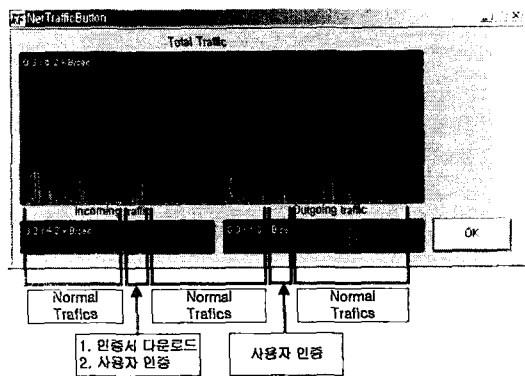 NetTrafficButton
Total Traffic
Incoming traffic
Outgoing traffic
OK
Normal
Trafics
Normal
Trafics
Normal
Trafics
1. 인증서 다운로드
2. 사용자 인증
사용자 인증